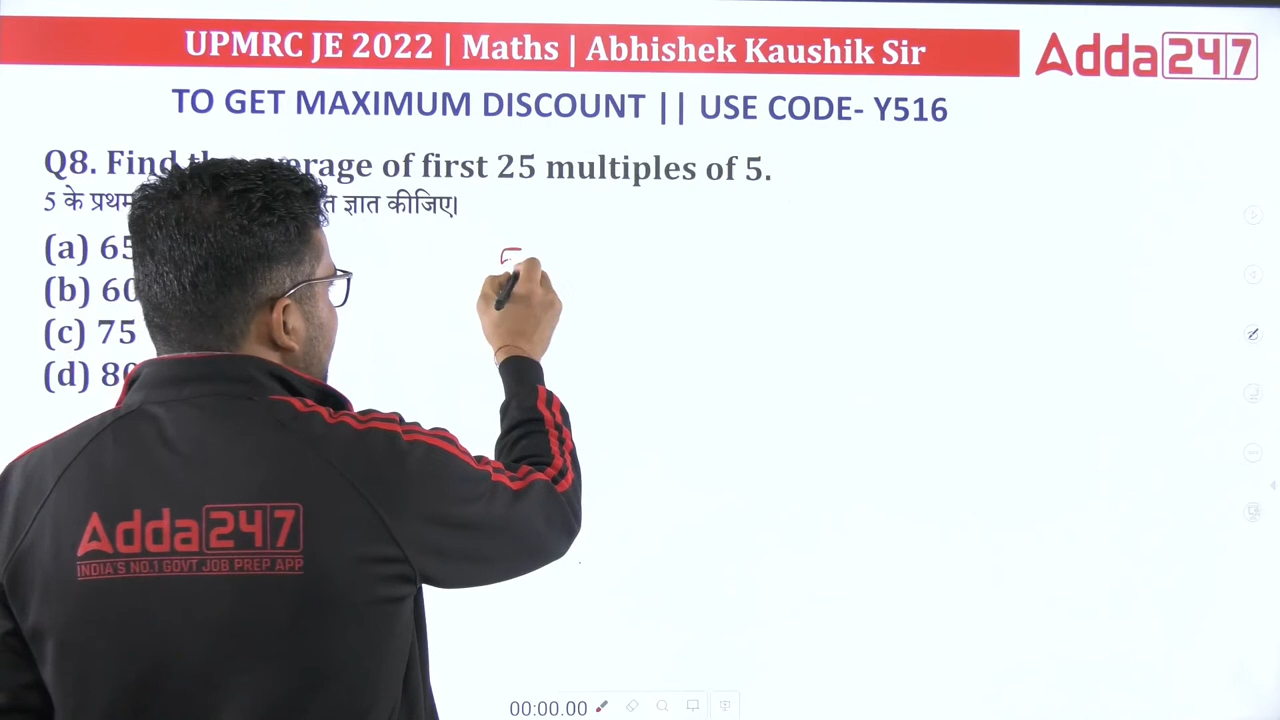 UPMRC JE 2022 | Maths | Abhishek Kaushik Sir
Adda247
TO GET MAXIMUM DISCOUNT || USE CODE- Y516
Q8. Find of first 25 multiples of 5.
5 के प्रथम ज्ञात कीजिए।
(a) 65
(b) 60
(c) 75
(d) 80
5
Adda247
INDIA'S NO.1 GOVT JOB PREP APP
00:00.00